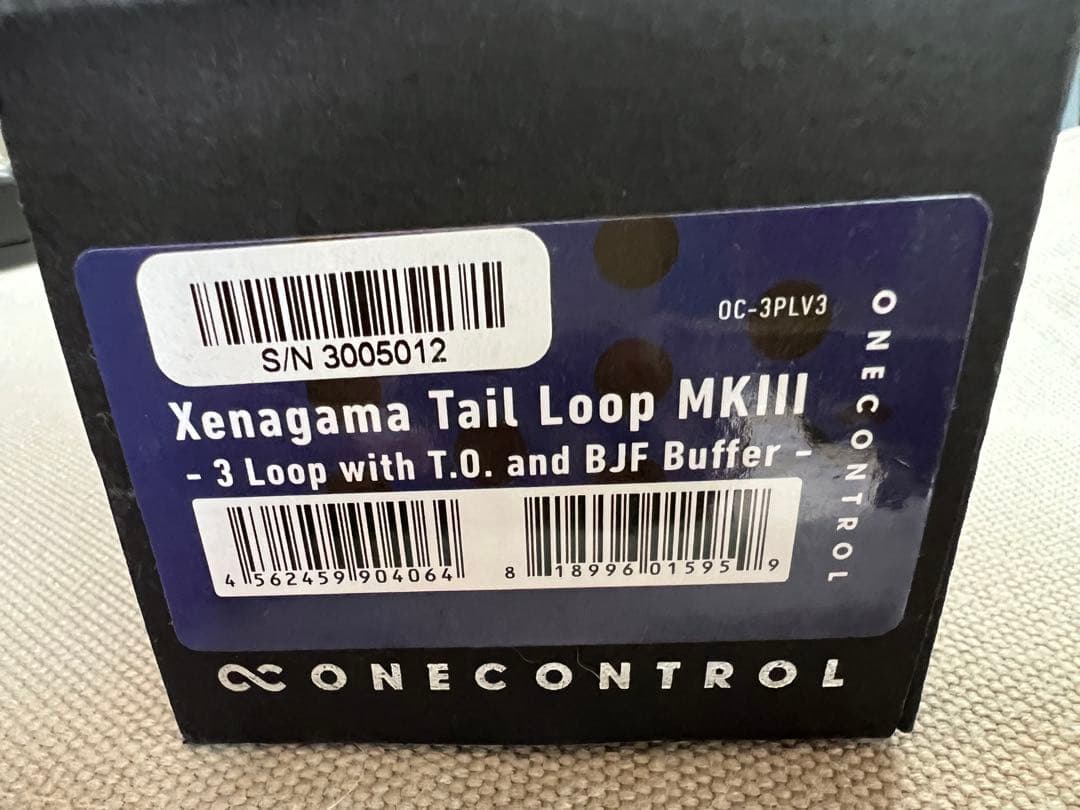 S/N 3005012
OC-3PLV3
Xenagama Tail Loop MKIII
- 3 Loop with T.O. and BJF Buffer -
4 562459 904064
8 18996 01595 9
ONECONTROL
ONECONTROL